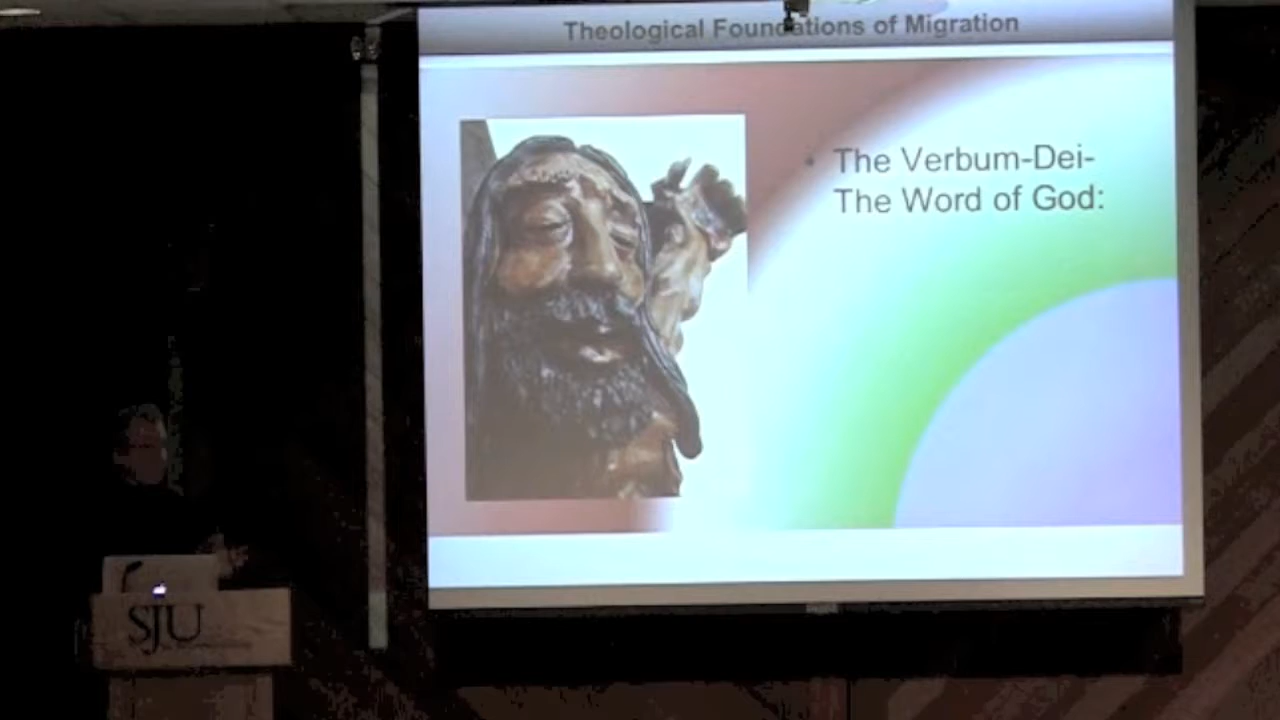 Theological Foundations of Migration
• The Verbum-Dei-
The Word of God:
SJU